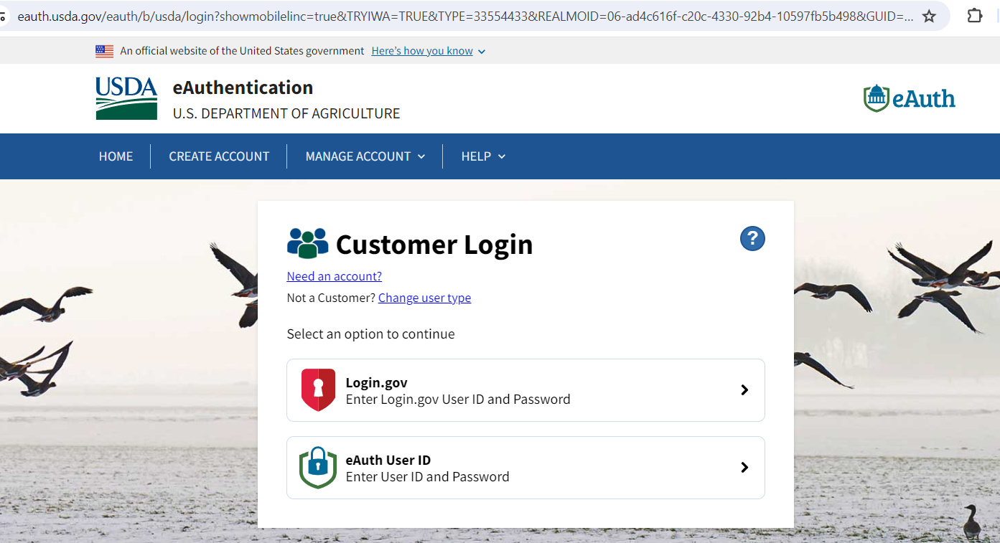 eauth.usda.gov/eauth/b/usda/login?showmobilelinc=true&TRYIWA=TRUE&TYPE=33554433&REALMOID=06-ad4c616f-c20c-4330-92b4-10597fb5b498&GUID=...
An official website of the United States government Here’s how you know
USDA eAuthentication
U.S. DEPARTMENT OF AGRICULTURE
eAuth
HOME CREATE ACCOUNT MANAGE ACCOUNT HELP
Customer Login ?
Need an account?
Not a Customer? Change user type
Select an option to continue
Login.gov
Enter Login.gov User ID and Password
eAuth User ID
Enter User ID and Password